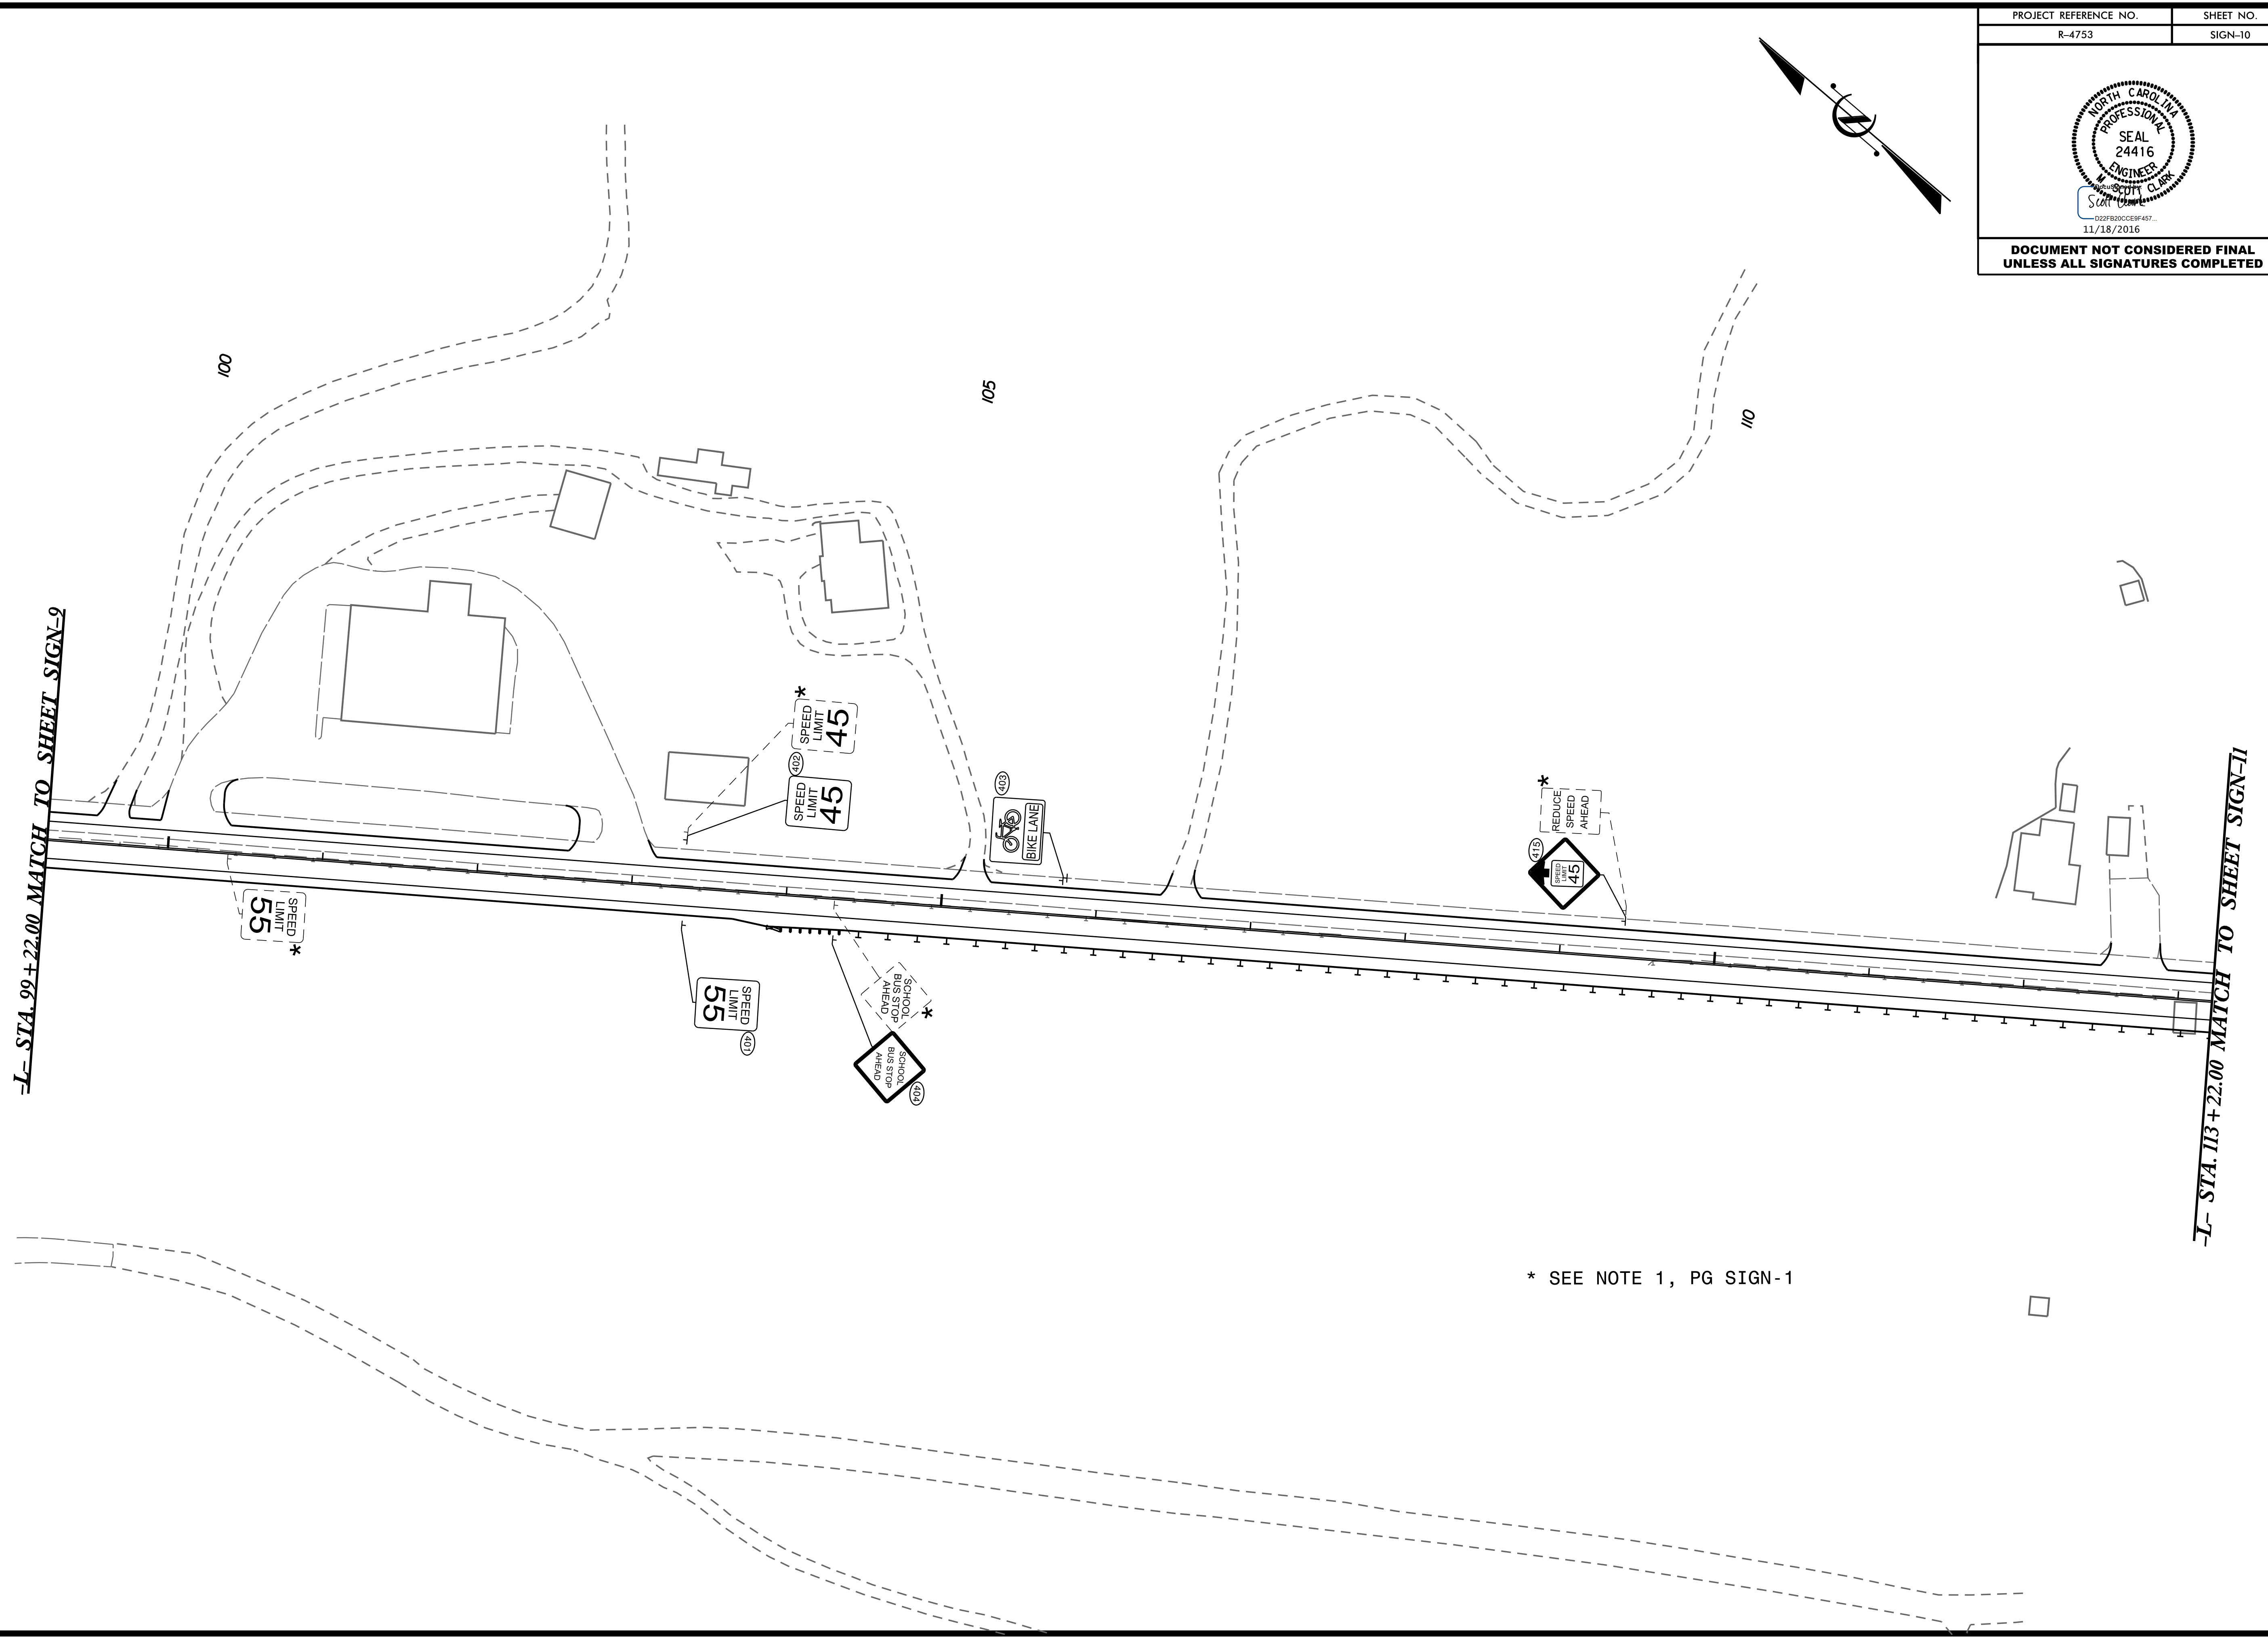 PROJECT REFERENCE NO.
SHEET NO.
R-4753
SIGN-10
NORTH CAROLINA
PROFESSIONAL
SEAL
24416
ENGINEER
M SCOTT CLARK
Scott Clark
D22FB20CCE9F457...
11/18/2016
DOCUMENT NOT CONSIDERED FINAL
UNLESS ALL SIGNATURES COMPLETED
100
105
110
-L- STA. 99+22.00 MATCH TO SHEET SIGN-9
*
SPEED
LIMIT
45
402
SPEED
LIMIT
45
403
BIKE LANE
*
REDUCE
SPEED
AHEAD
415
SPEED
LIMIT
45
SPEED
LIMIT
55
*
SPEED
LIMIT
55
401
SCHOOL
BUS STOP
AHEAD
*
SCHOOL
BUS STOP
AHEAD
404
-L- STA. 113+22.00 MATCH TO SHEET SIGN-11
* SEE NOTE 1, PG SIGN-1